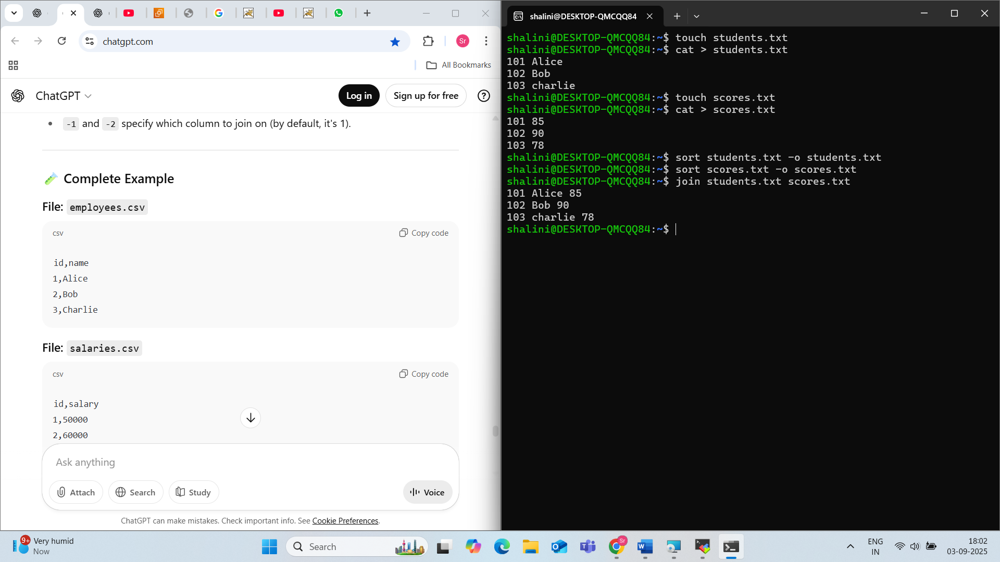 chatgpt.com
Sr
All Bookmarks
ChatGPT
Log in
Sign up for free
-1 and -2 specify which column to join on (by default, it's 1).
Complete Example
File: employees.csv
csv
Copy code
id,name
1,Alice
2,Bob
3,Charlie
File: salaries.csv
csv
Copy code
id,salary
1,50000
2,60000
Ask anything
Attach
Search
Study
Voice
ChatGPT can make mistakes. Check important info. See Cookie Preferences.
shalini@DESKTOP-QMCQQ84
shalini@DESKTOP-QMCQQ84:~$ touch students.txt
shalini@DESKTOP-QMCQQ84:~$ cat > students.txt
101 Alice
102 Bob
103 charlie
shalini@DESKTOP-QMCQQ84:~$ touch scores.txt
shalini@DESKTOP-QMCQQ84:~$ cat > scores.txt
101 85
102 90
103 78
shalini@DESKTOP-QMCQQ84:~$ sort students.txt -o students.txt
shalini@DESKTOP-QMCQQ84:~$ sort scores.txt -o scores.txt
shalini@DESKTOP-QMCQQ84:~$ join students.txt scores.txt
101 Alice 85
102 Bob 90
103 charlie 78
shalini@DESKTOP-QMCQQ84:~$
9+
Very humid
Now
Search
Sr
ENG
IN
18:02
03-09-2025